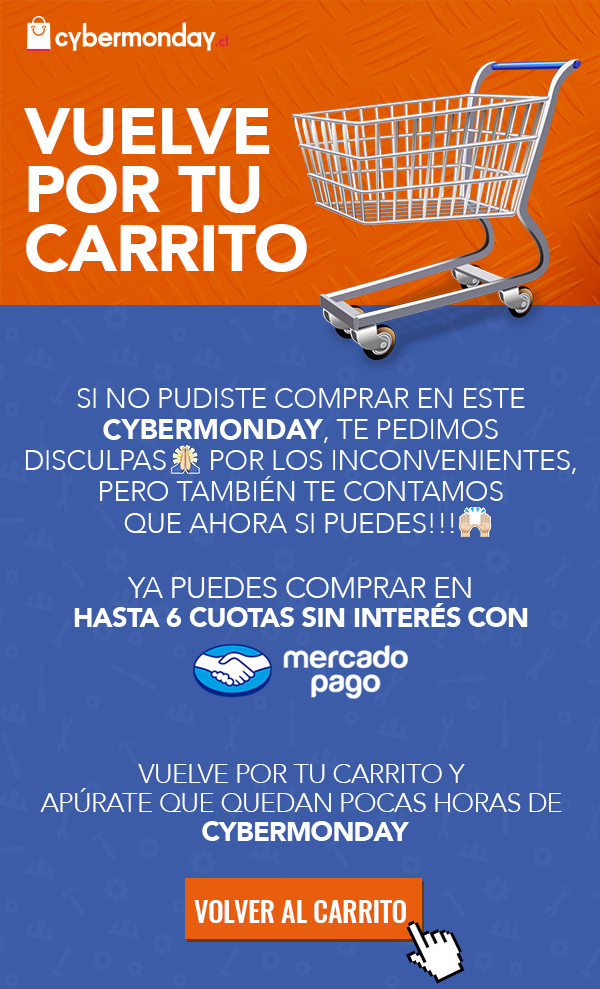 cybermonday.cl
VUELVE
POR TU
CARRITO
SI NO PUDISTE COMPRAR EN ESTE
CYBERMONDAY, TE PEDIMOS
DISCULPAS🙏🏻 POR LOS INCONVENIENTES,
PERO TAMBIÉN TE CONTAMOS
QUE AHORA SI PUEDES!!!🙌🏻
YA PUEDES COMPRAR EN
HASTA 6 CUOTAS SIN INTERÉS CON
mercado
pago
VUELVE POR TU CARRITO Y
APÚRATE QUE QUEDAN POCAS HORAS DE
CYBERMONDAY
VOLVER AL CARRITO